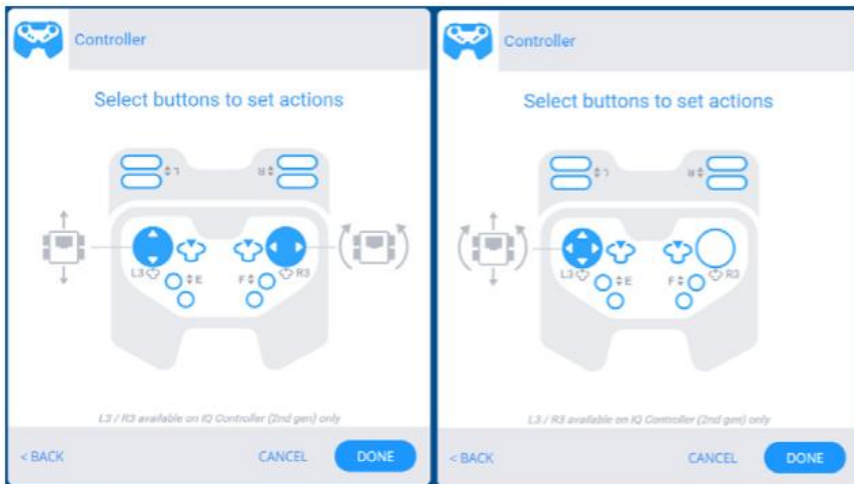 Controller
Select buttons to set actions
L
R
L3
E
F
R3
L3 / R3 available on IQ Controller (2nd gen) only
< BACK
CANCEL
DONE
Controller
Select buttons to set actions
L
R
L3
E
F
R3
L3 / R3 available on IQ Controller (2nd gen) only
< BACK
CANCEL
DONE